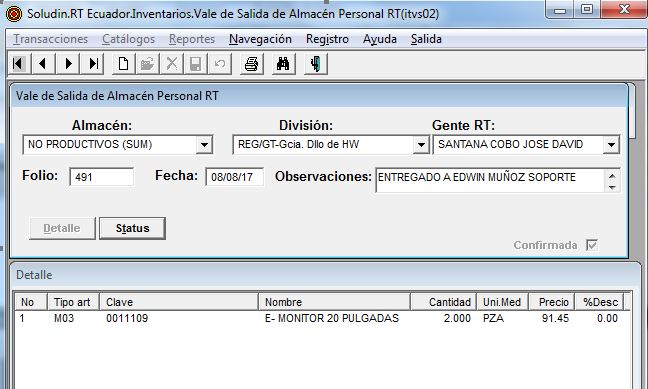 Soludin.RT Ecuador.Inventarios.Vale de Salida de Almacén Personal RT(itvs02)
Transacciones Catálogos Reportes Navegación Registro Ayuda Salida
Vale de Salida de Almacén Personal RT
Almacén: División: Gente RT:
NO PRODUCTIVOS (SUM) REG/GT-Gcia. Dllo de HW SANTANA COBO JOSE DAVID
Folio: 491 Fecha: 08/08/17 Observaciones: ENTREGADO A EDWIN MUÑOZ SOPORTE
Detalle Status
Confirmada
Detalle
No Tipo art Clave Nombre Cantidad Uni.Med Precio %Desc
1 M03 0011109 E- MONITOR 20 PULGADAS 2.000 PZA 91.45 0.00